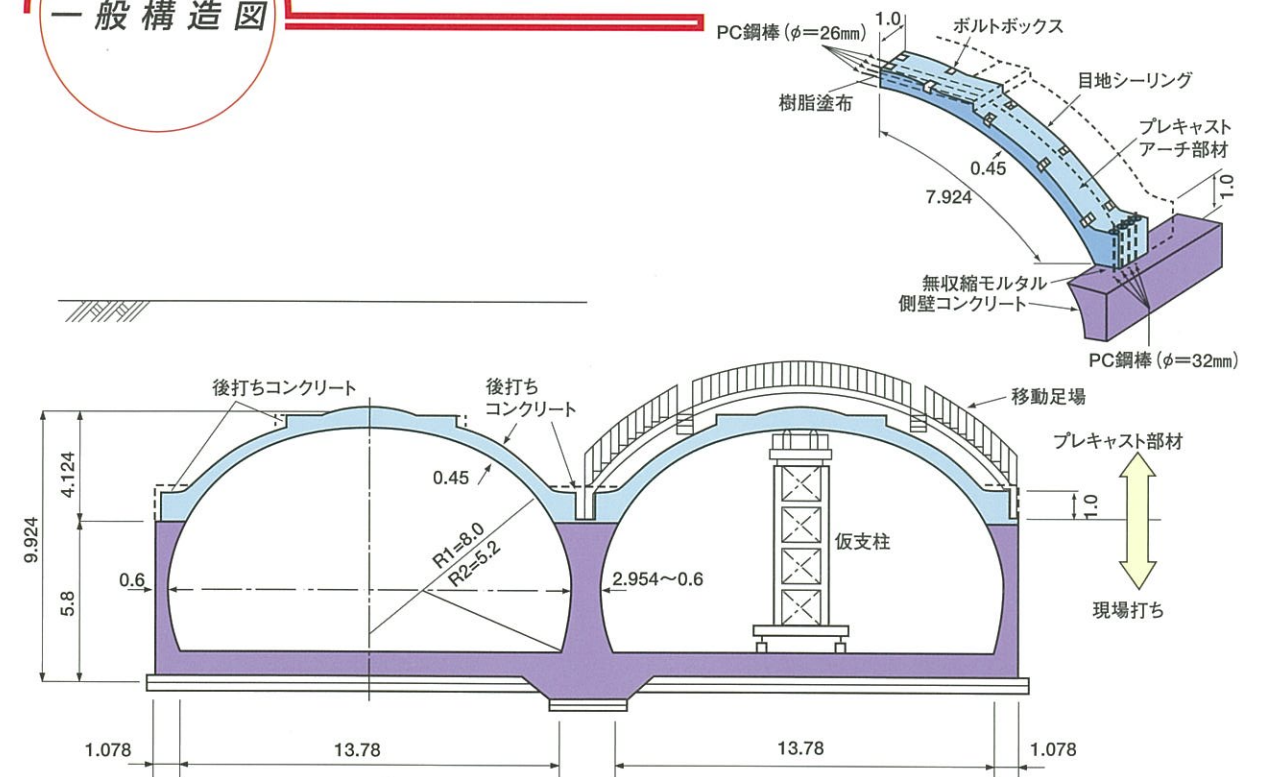 一般構造図
PC鋼棒(φ=26mm)
1.0
ボルトボックス
目地シーリング
樹脂塗布
プレキャスト
アーチ部材
0.45
7.924
1.0
無収縮モルタル
側壁コンクリート
PC鋼棒(φ=32mm)
後打ちコンクリート
後打ち
コンクリート
移動足場
プレキャスト部材
4.124
0.45
1.0
9.924
R1=8.0
R2=5.2
仮支柱
0.6
2.954~0.6
5.8
現場打ち
1.078
13.78
13.78
1.078